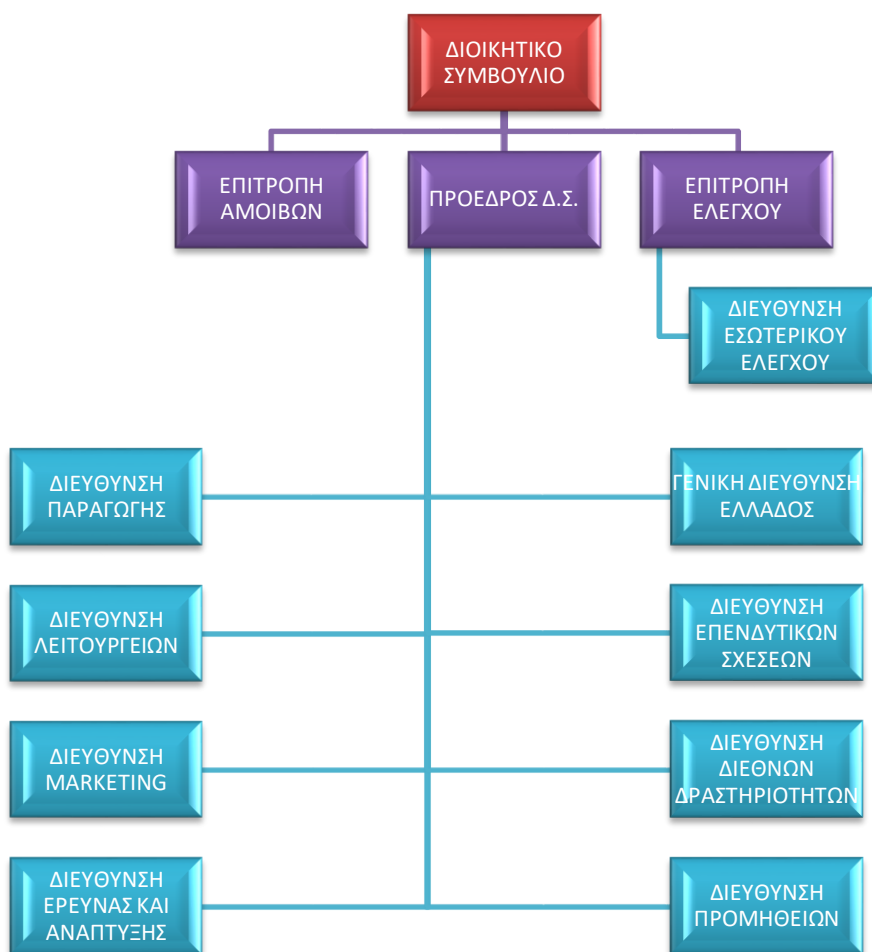 ΔΙΟΙΚΗΤΙΚΟ
ΣΥΜΒΟΥΛΙΟ
ΕΠΙΤΡΟΠΗ
ΑΜΟΙΒΩΝ
ΠΡΟΕΔΡΟΣ Δ.Σ.
ΕΠΙΤΡΟΠΗ
ΕΛΕΓΧΟΥ
ΔΙΕΥΘΥΝΣΗ
ΕΣΩΤΕΡΙΚΟΥ
ΕΛΕΓΧΟΥ
ΔΙΕΥΘΥΝΣΗ
ΠΑΡΑΓΩΓΗΣ
ΓΕΝΙΚΗ ΔΙΕΥΘΥΝΣΗ
ΕΛΛΑΔΟΣ
ΔΙΕΥΘΥΝΣΗ
ΛΕΙΤΟΥΡΓΕΙΩΝ
ΔΙΕΥΘΥΝΣΗ
ΕΠΕΝΔΥΤΙΚΩΝ
ΣΧΕΣΕΩΝ
ΔΙΕΥΘΥΝΣΗ
MARKETING
ΔΙΕΥΘΥΝΣΗ
ΔΙΕΘΝΩΝ
ΔΡΑΣΤΗΡΙΟΤΗΤΩΝ
ΔΙΕΥΘΥΝΣΗ
ΕΡΕΥΝΑΣ ΚΑΙ
ΑΝΑΠΤΥΞΗΣ
ΔΙΕΥΘΥΝΣΗ
ΠΡΟΜΗΘΕΙΩΝ